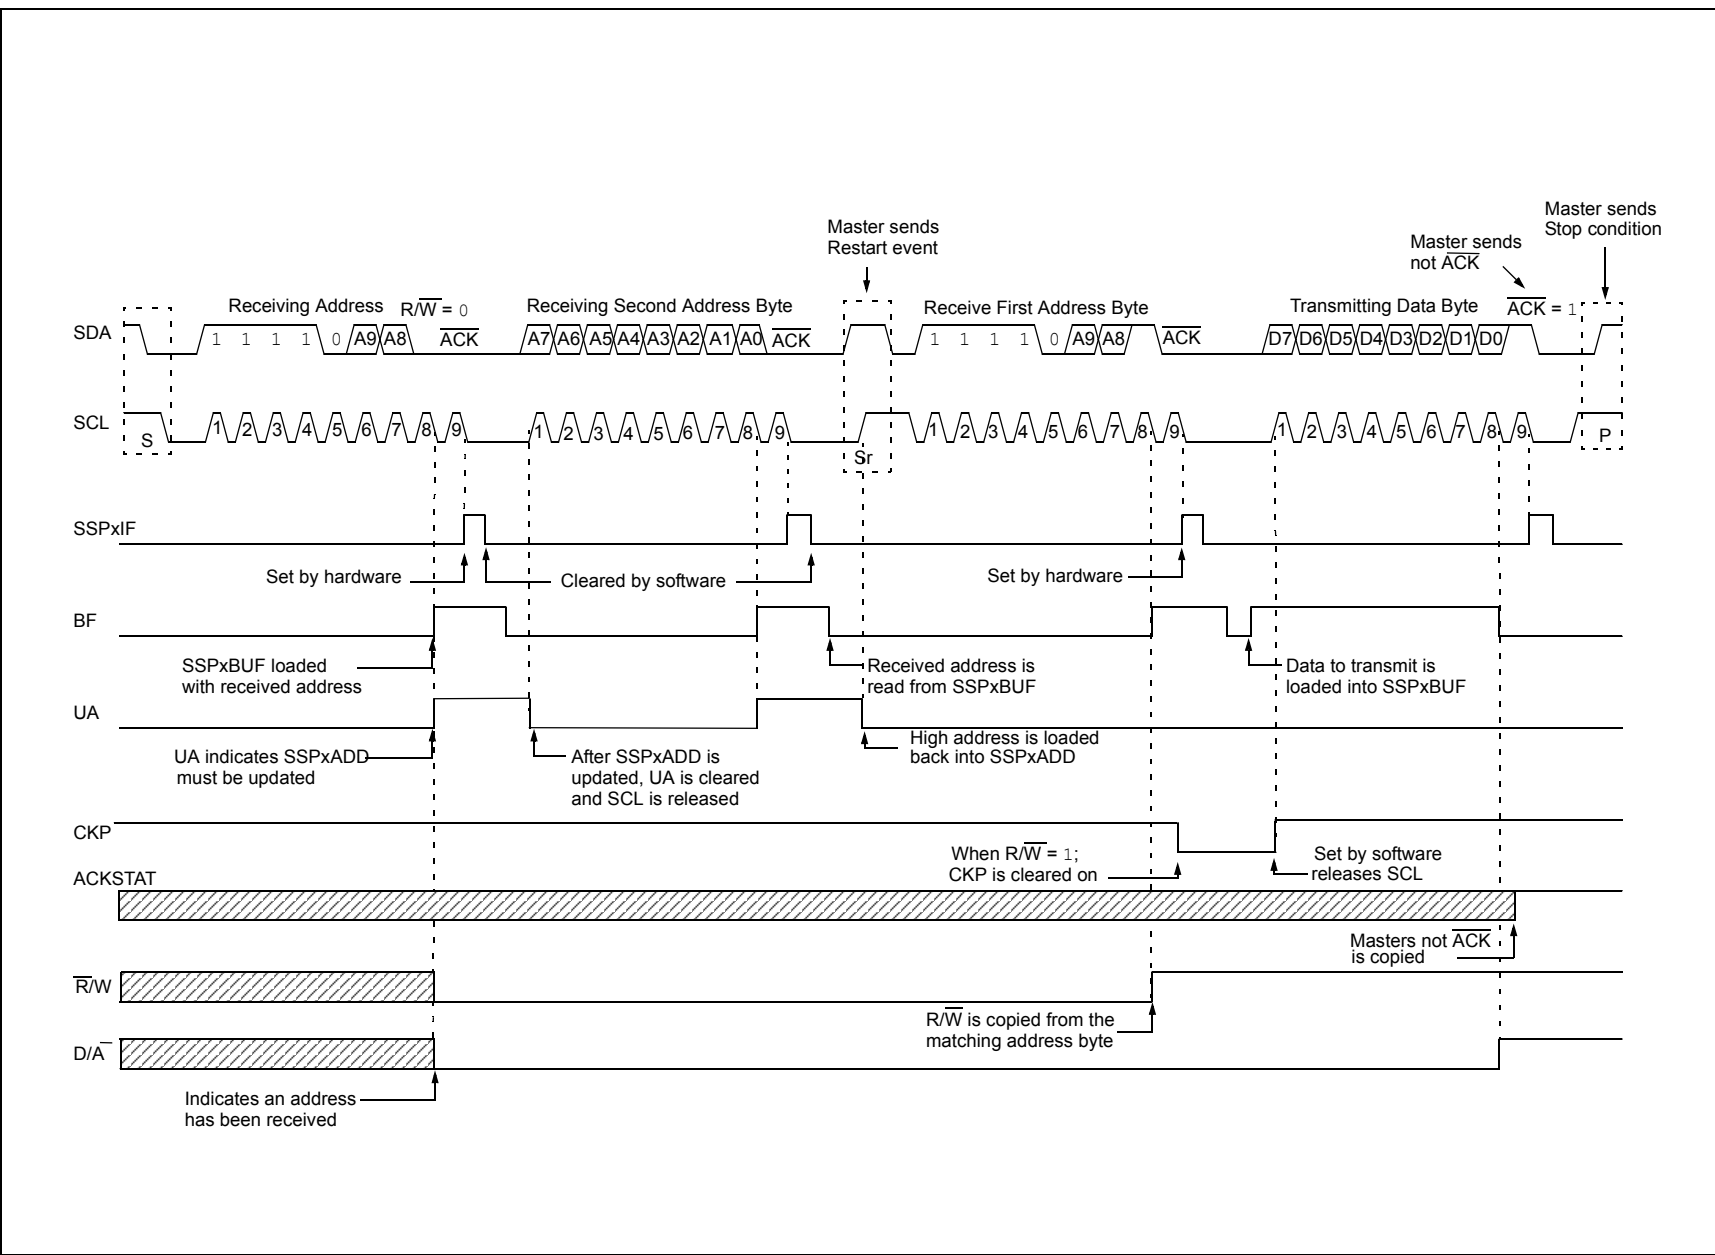 Master sends
Stop condition
Master sends
Restart event
Master sends
not A̅C̅K̅
Receiving Address R/W̅ = 0
Receiving Second Address Byte
Receive First Address Byte
Transmitting Data Byte
A̅C̅K̅ = 1
SDA
1 1 1 1 0 A9 A8 A̅C̅K̅
A7 A6 A5 A4 A3 A2 A1 A0 A̅C̅K̅
1 1 1 1 0 A9 A8 A̅C̅K̅
D7 D6 D5 D4 D3 D2 D1 D0
SCL
S 1 2 3 4 5 6 7 8 9
1 2 3 4 5 6 7 8 9
Sr
1 2 3 4 5 6 7 8 9
1 2 3 4 5 6 7 8 9
P
SSPxIF
Set by hardware
Cleared by software
Set by hardware
BF
SSPxBUF loaded
with received address
Received address is
read from SSPxBUF
Data to transmit is
loaded into SSPxBUF
UA
UA indicates SSPxADD
must be updated
After SSPxADD is
updated, UA is cleared
and SCL is released
High address is loaded
back into SSPxADD
CKP
When R/W̅ = 1;
CKP is cleared on
Set by software
releases SCL
ACKSTAT
Masters not A̅C̅K̅
is copied
R̅/W
R/W̅ is copied from the
matching address byte
D/A̅
Indicates an address
has been received